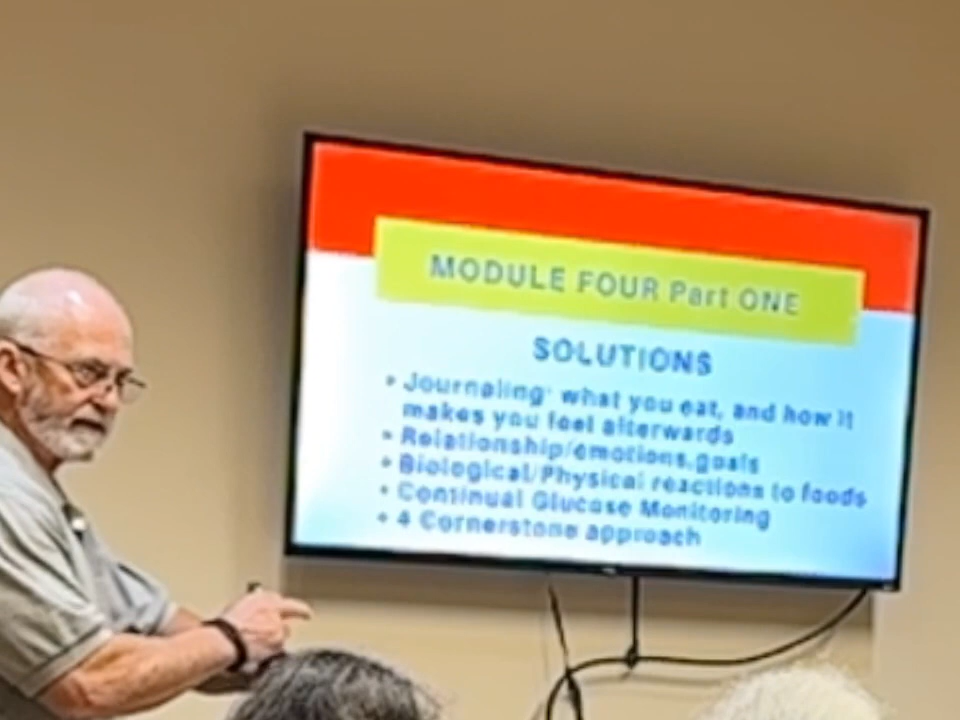 MODULE FOUR Part ONE
SOLUTIONS
• Journaling: what you eat, and how it
makes you feel afterwards
• Relationship/emotions,goals
• Biological/Physical reactions to foods
• Continual Glucose Monitoring
• 4 Cornerstone approach